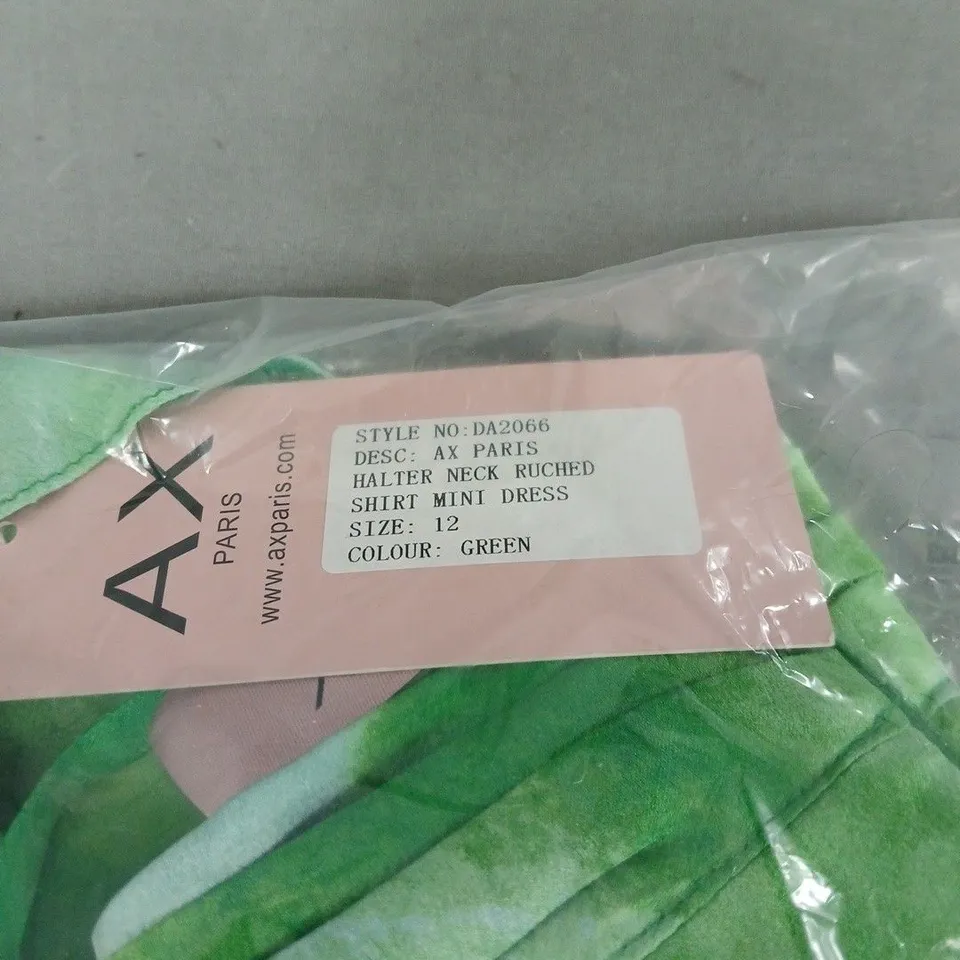 AX
PARIS
www.axparis.com
STYLE NO:DA2066
DESC: AX PARIS
HALTER NECK RUCHED
SHIRT MINI DRESS
SIZE: 12
COLOUR: GREEN